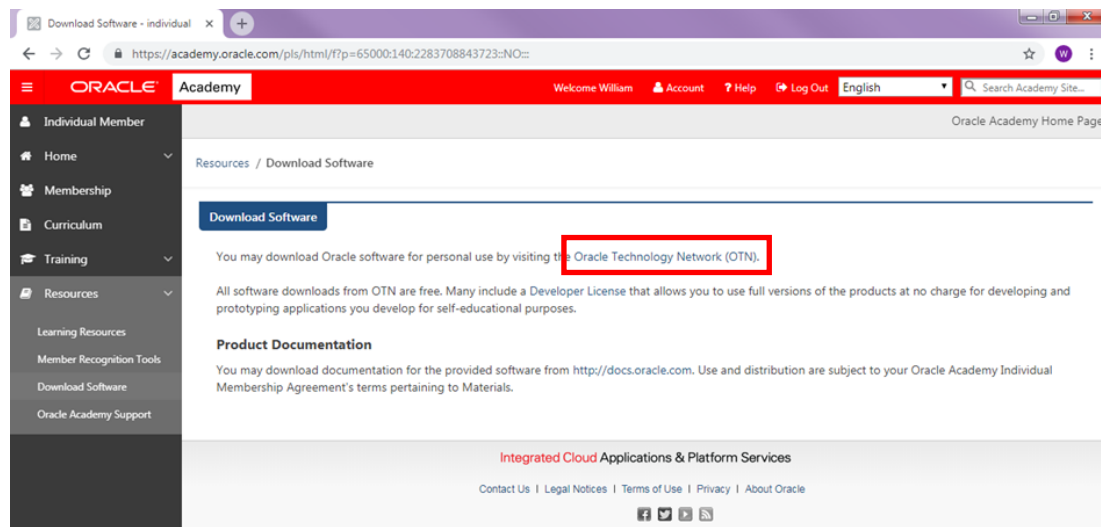 Download Software - individual
https://academy.oracle.com/pls/html/f?p=65000:140:2283708843723::NO:::
W
ORACLE Academy
Welcome William Account ? Help Log Out English Search Academy Site...
Individual Member
Oracle Academy Home Page
Home
Resources / Download Software
Membership
Curriculum
Training
Resources
Learning Resources
Member Recognition Tools
Download Software
Oracle Academy Support
Download Software
You may download Oracle software for personal use by visiting the Oracle Technology Network (OTN).
All software downloads from OTN are free. Many include a Developer License that allows you to use full versions of the products at no charge for developing and
prototyping applications you develop for self-educational purposes.
Product Documentation
You may download documentation for the provided software from http://docs.oracle.com. Use and distribution are subject to your Oracle Academy Individual
Membership Agreement's terms pertaining to Materials.
Integrated Cloud Applications & Platform Services
Contact Us | Legal Notices | Terms of Use | Privacy | About Oracle